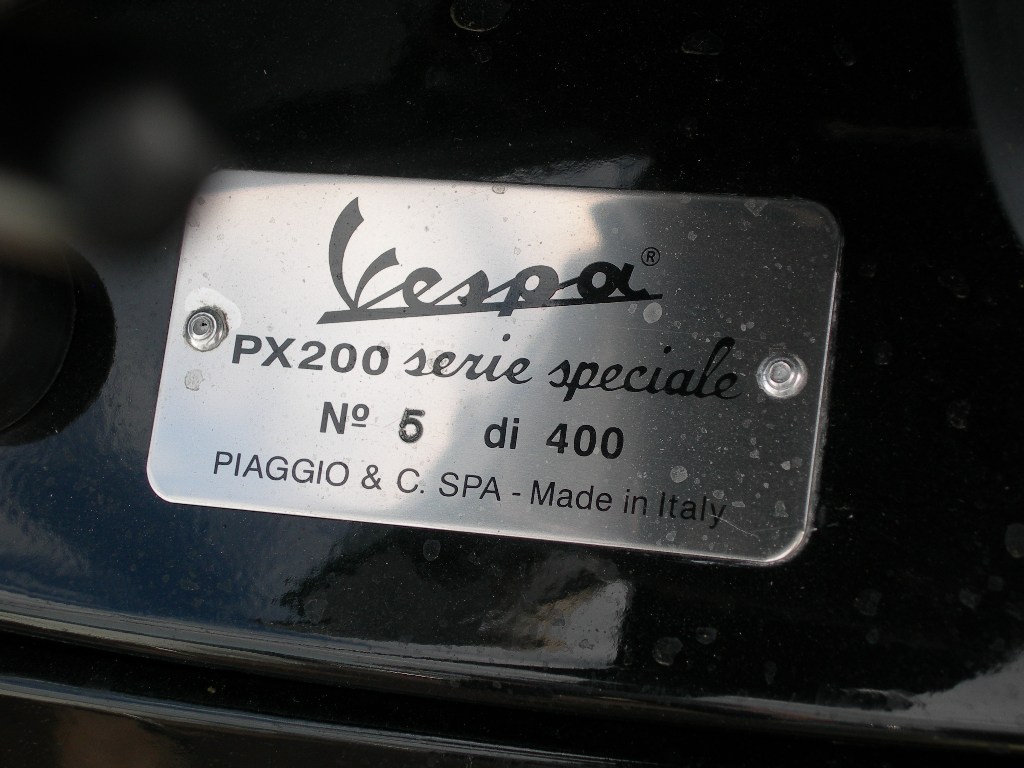 Vespa®
PX200 serie speciale
Nº 5 di 400
PIAGGIO & C. SPA - Made in Italy